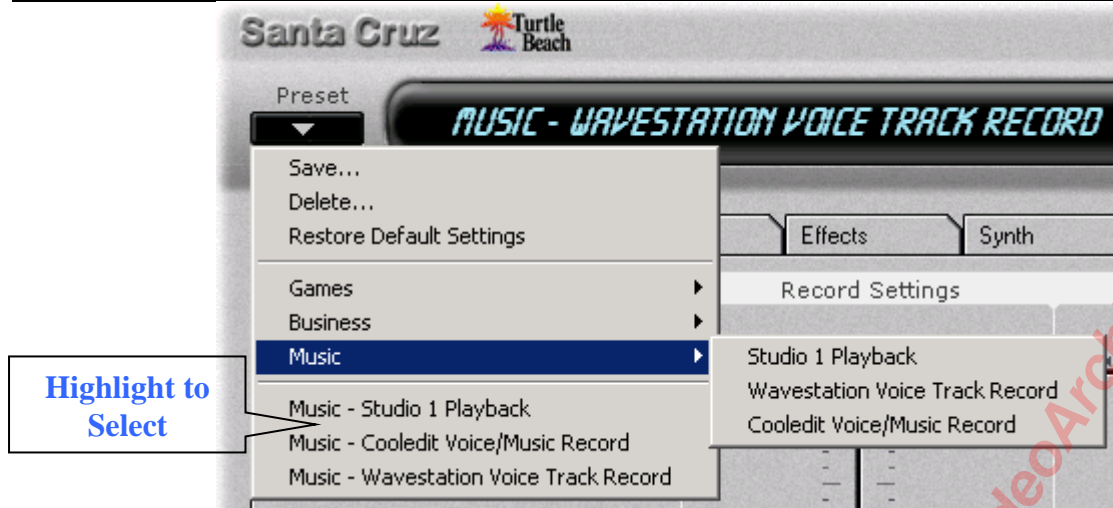 Santa Cruz
Turtle
Beach
Preset
MUSIC - WAVESTATION VOICE TRACK RECORD
Save...
Delete...
Restore Default Settings
Effects
Synth
Games
Record Settings
Business
Music
Studio 1 Playback
Wavestation Voice Track Record
Cooledit Voice/Music Record
Highlight to
Select
Music - Studio 1 Playback
Music - Cooledit Voice/Music Record
Music - Wavestation Voice Track Record